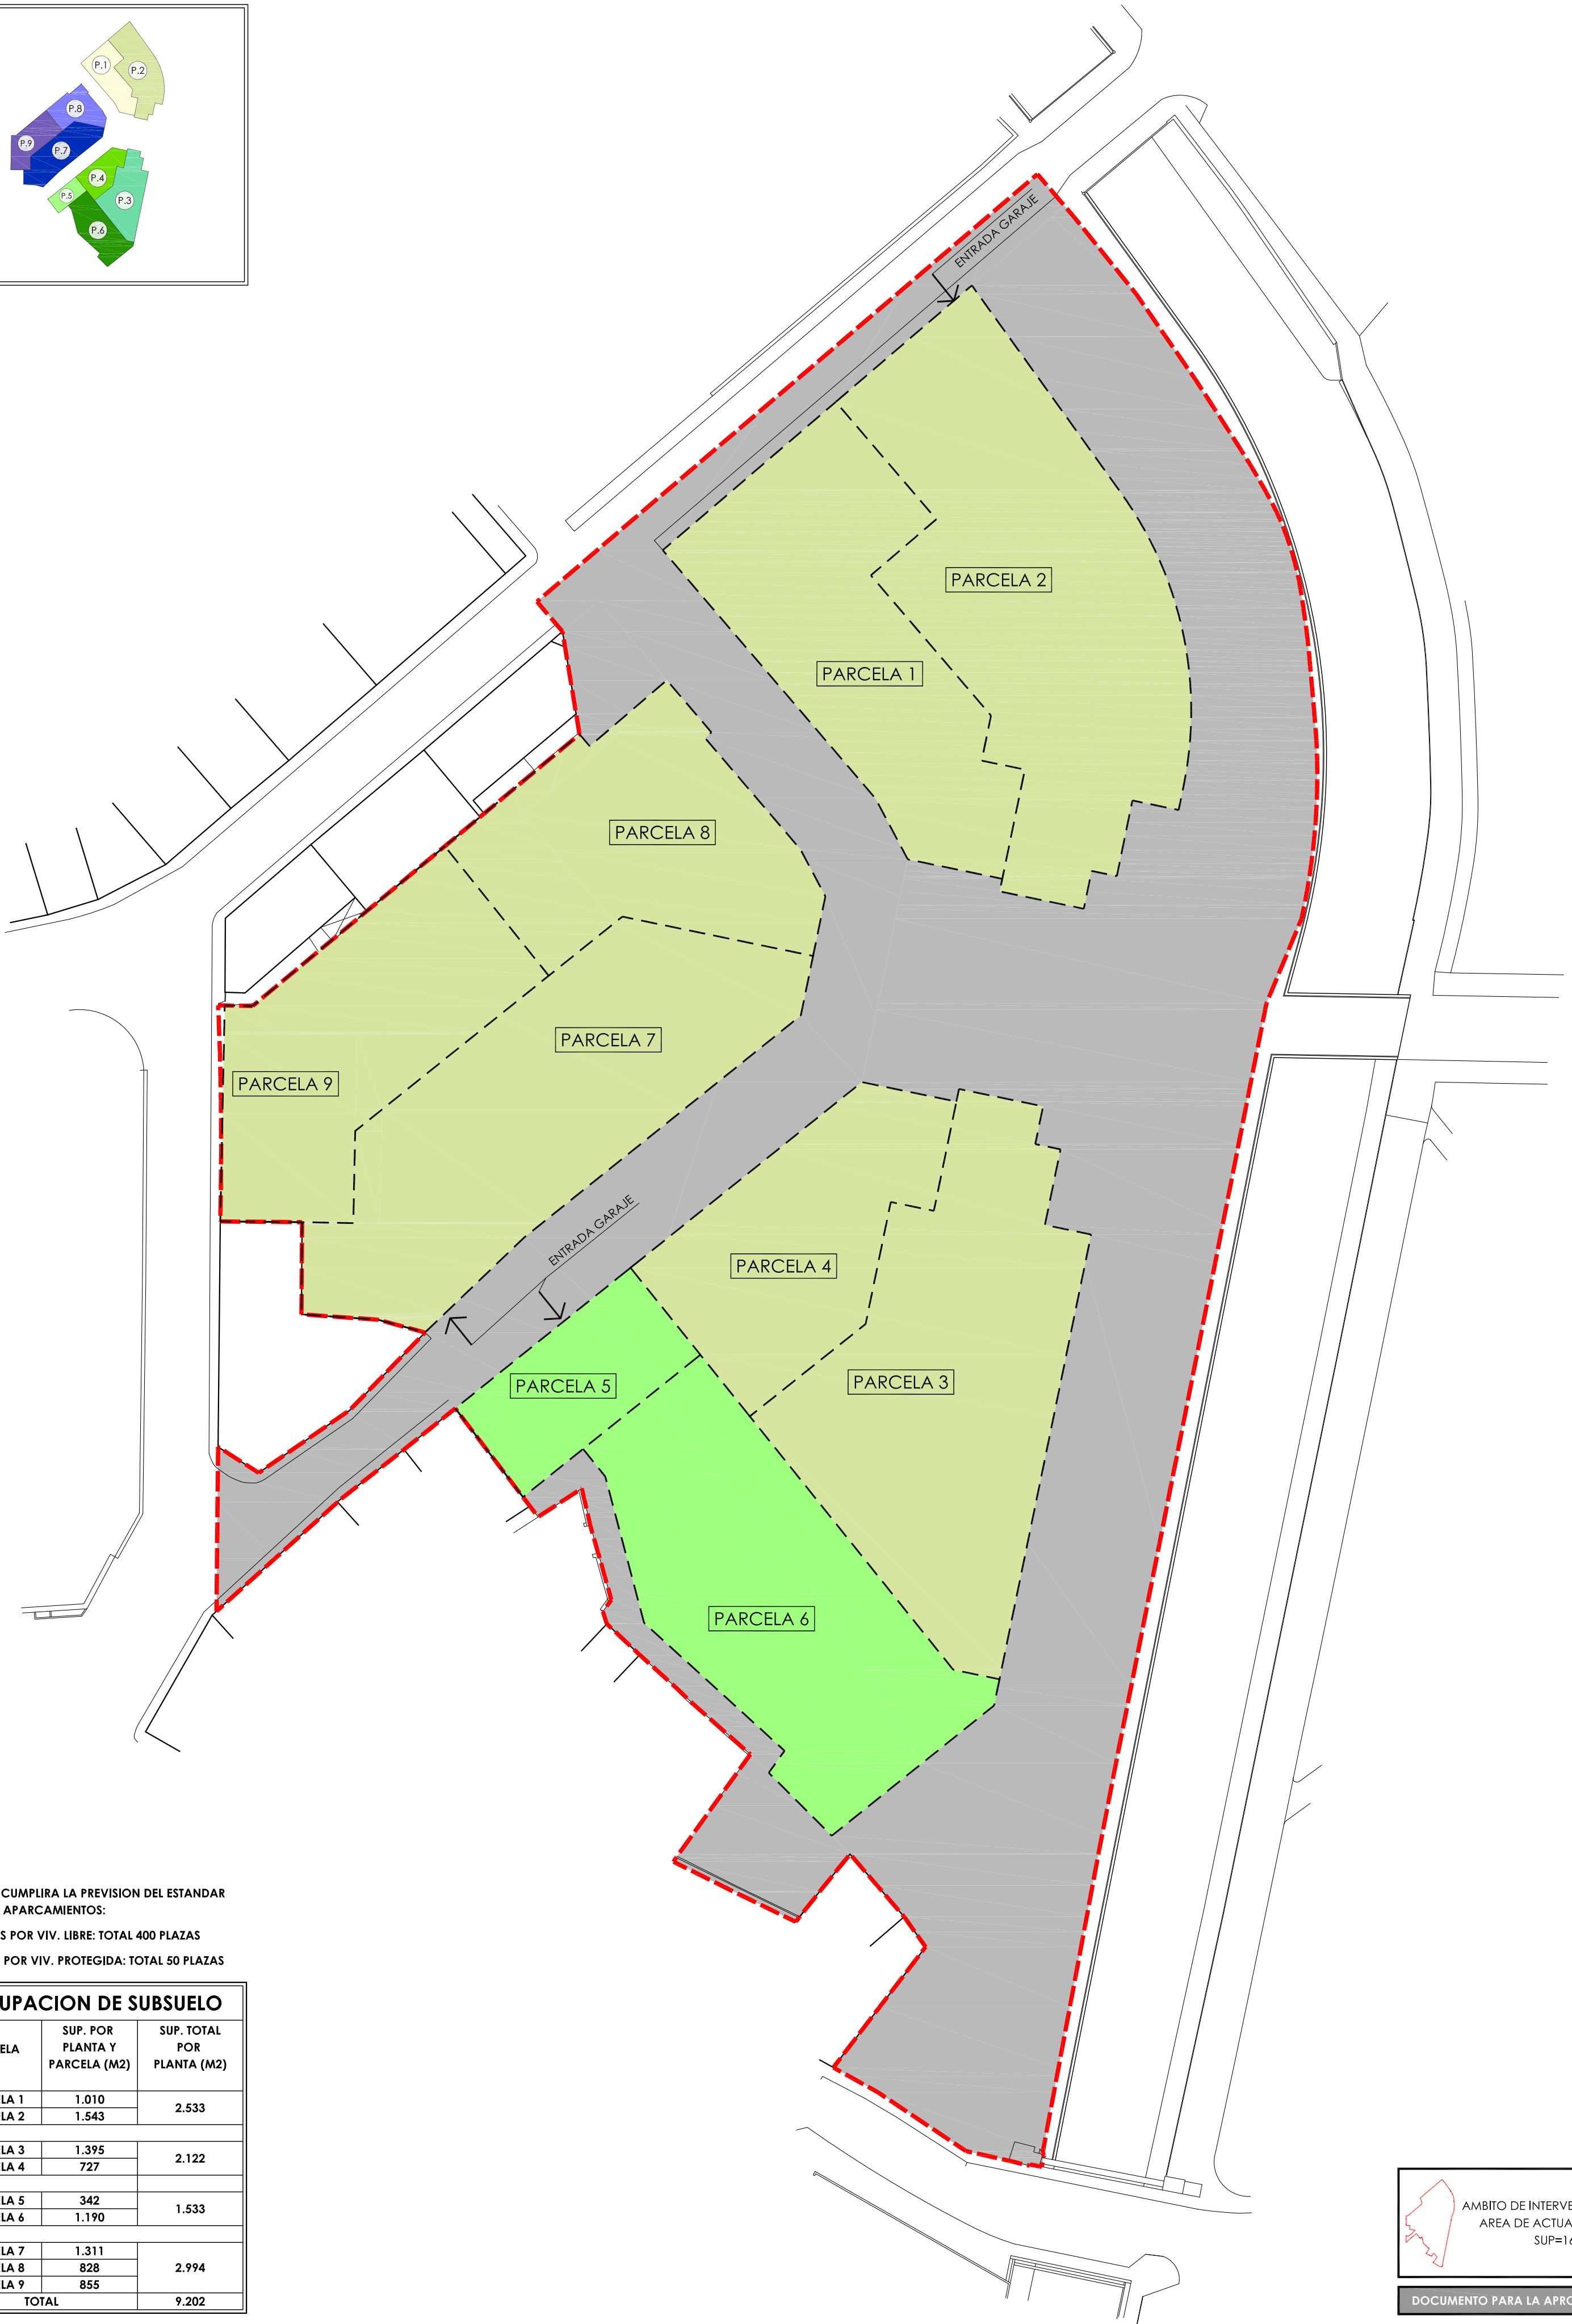 P.1
P.2
P.8
P.9
P.7
P.4
P.5
P.3
P.6
ENTRADA GARAJE
PARCELA 2
PARCELA 1
PARCELA 8
PARCELA 7
PARCELA 9
ENTRADA GARAJE
PARCELA 4
PARCELA 3
PARCELA 5
PARCELA 6
CUMPLIRA LA PREVISION DEL ESTANDAR
APARCAMIENTOS:
S POR VIV. LIBRE: TOTAL 400 PLAZAS
POR VIV. PROTEGIDA: TOTAL 50 PLAZAS
UPACION DE SUBSUELO
ELA SUP. POR PLANTA Y PARCELA (M2) SUP. TOTAL POR PLANTA (M2)
LA 1 1.010 2.533
LA 2 1.543
LA 3 1.395 2.122
LA 4 727
LA 5 342 1.533
LA 6 1.190
LA 7 1.311 2.994
LA 8 828
LA 9 855
TOTAL 9.202
AMBITO DE INTERVE
AREA DE ACTUA
SUP=16
DOCUMENTO PARA LA APRO